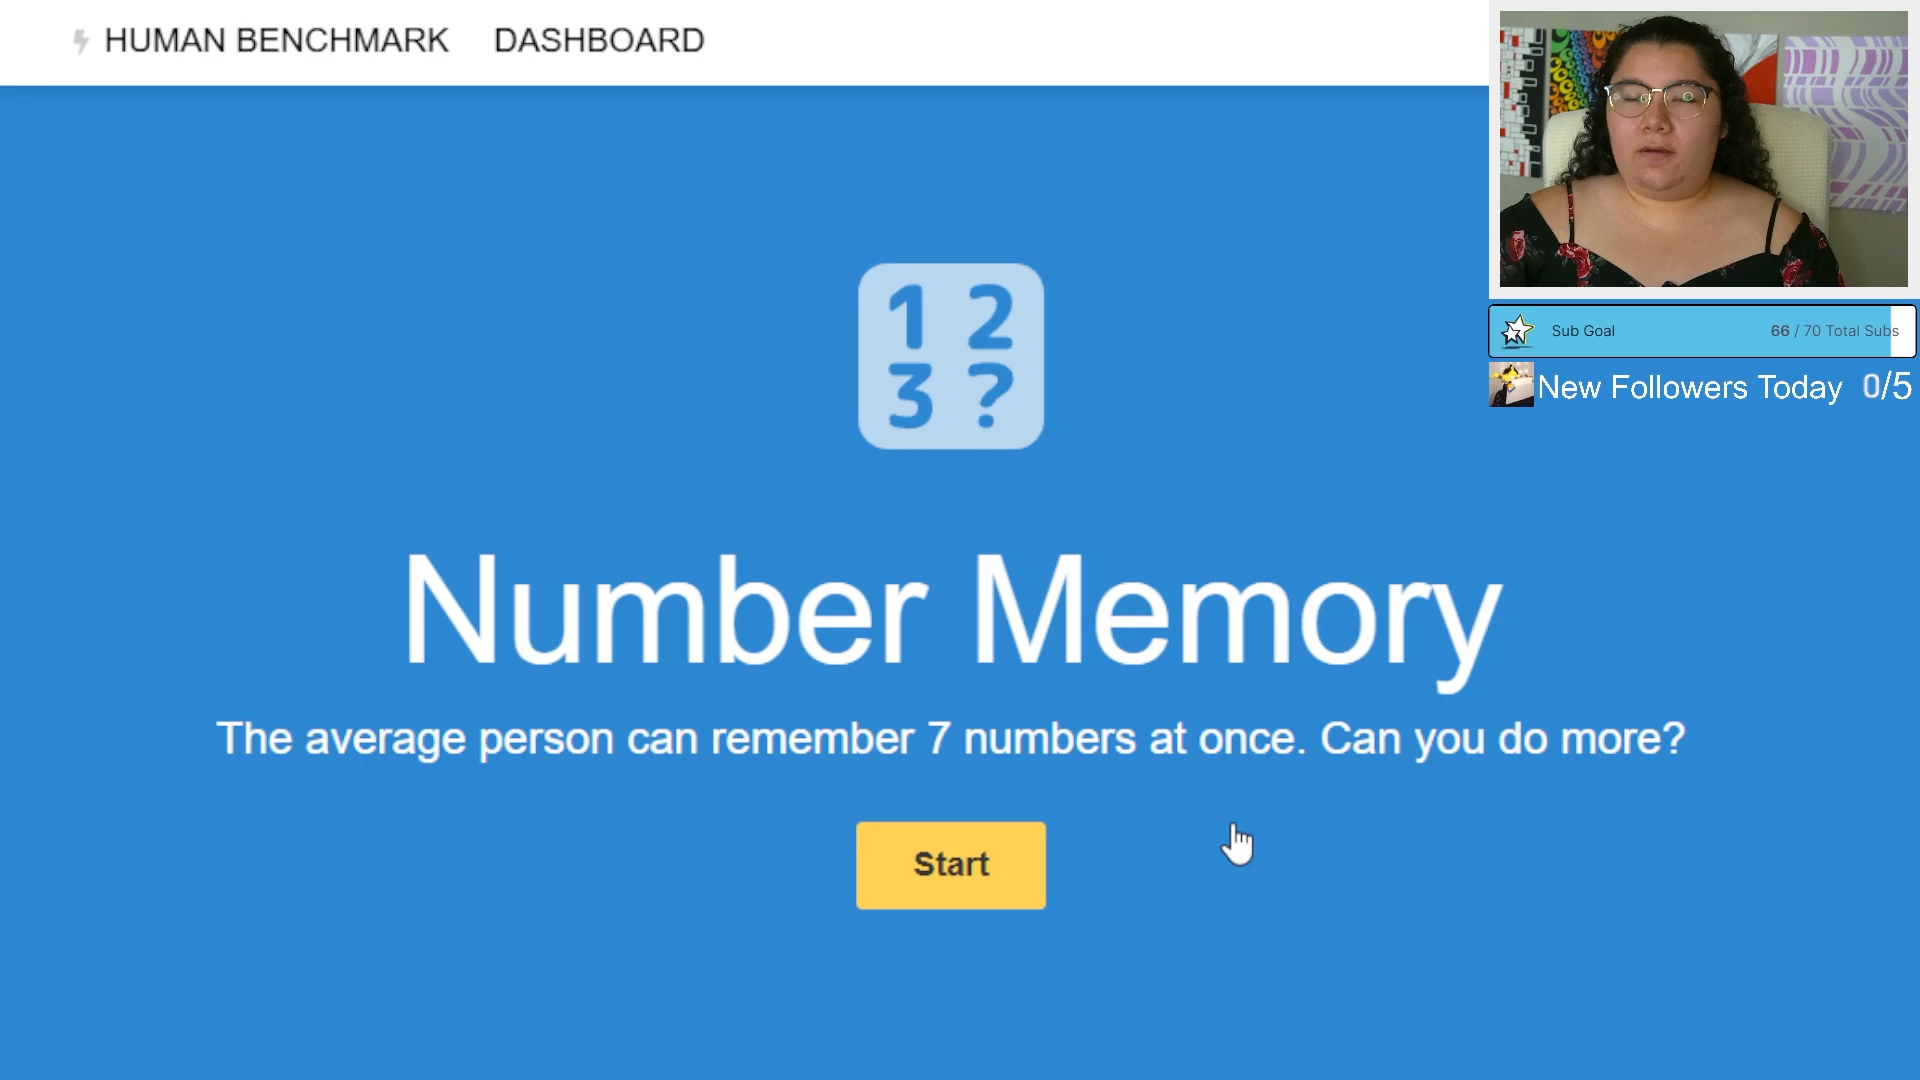 HUMAN BENCHMARK DASHBOARD
1 2
3 ?
Number Memory
The average person can remember 7 numbers at once. Can you do more?
Start
Sub Goal 66 / 70 Total Subs
New Followers Today 0/5